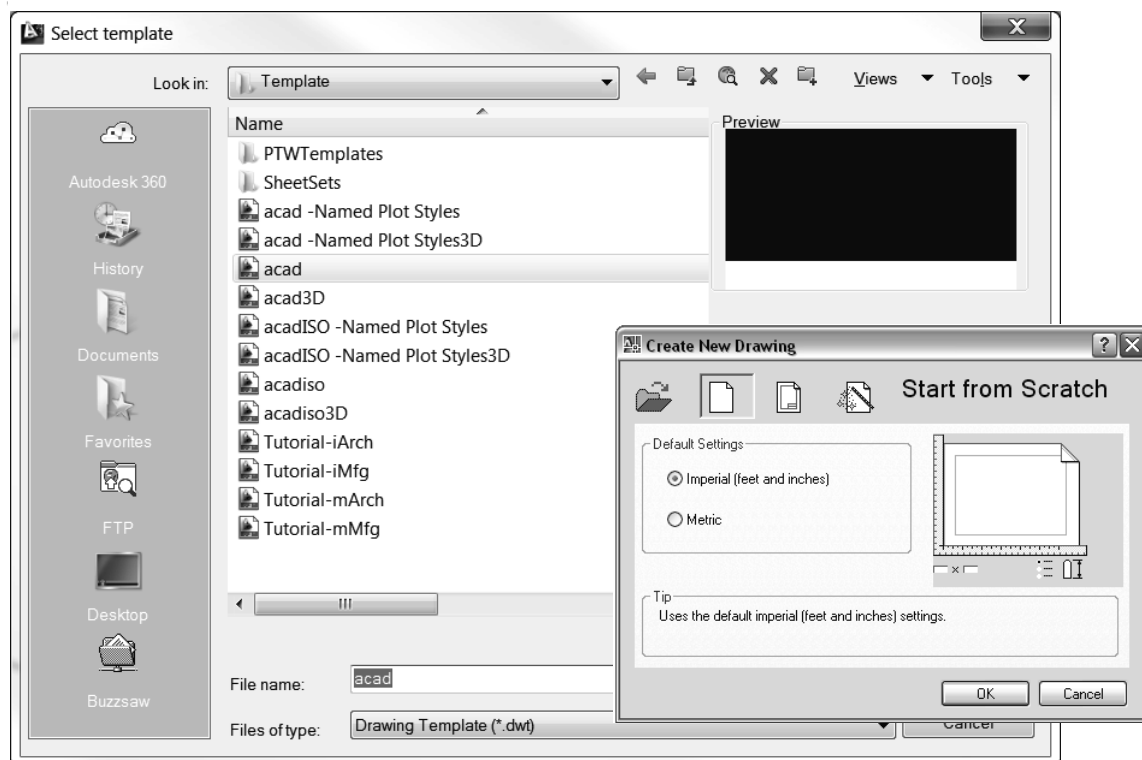 Select template
X
Look in:
Template
Views
Tools
Autodesk 360
History
Documents
Favorites
FTP
Desktop
Buzzsaw
Name
PTWTemplates
SheetSets
acad -Named Plot Styles
acad -Named Plot Styles3D
acad
acad3D
acadISO -Named Plot Styles
acadISO -Named Plot Styles3D
acadiso
acadiso3D
Tutorial-iArch
Tutorial-iMfg
Tutorial-mArch
Tutorial-mMfg
Preview
File name:
acad
Files of type:
Drawing Template (*.dwt)
Cancel
Create New Drawing
? X
Start from Scratch
Default Settings
Imperial (feet and inches)
Metric
Tip
Uses the default imperial (feet and inches) settings.
OK
Cancel